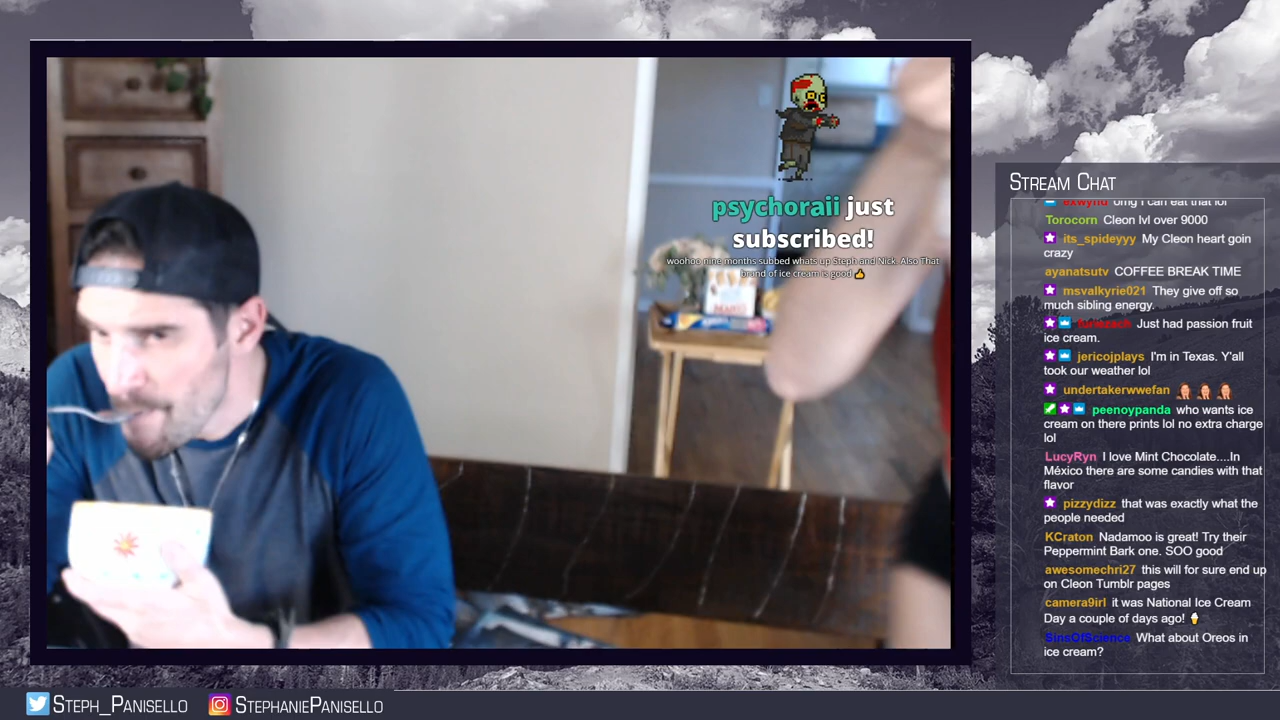 psychoraii just
subscribed!
woohoo nine months subbed whats up Steph and Nick. Also That
brand of ice cream is good
STREAM CHAT
exwynd omg I can eat that lol
Torocorn Cleon lvl over 9000
its_spideyyy My Cleon heart goin
crazy
ayanatsutv COFFEE BREAK TIME
msvalkyrie021 They give off so
much sibling energy.
Just had passion fruit
ice cream.
jericojplays I'm in Texas. Y'all
took our weather lol
undertakerwwefan
peenoypanda who wants ice
cream on there prints lol no extra charge
lol
LucyRyn I love Mint Chocolate....In
México there are some candies with that
flavor
pizzydizz that was exactly what the
people needed
KCraton Nadamoo is great! Try their
Peppermint Bark one. SOO good
awesomechri27 this will for sure end up
on Cleon Tumblr pages
camera9irl it was National Ice Cream
Day a couple of days ago!
SinsOfScience What about Oreos in
ice cream?
STEPH_PANISELLO
STEPHANIEPANISELLO